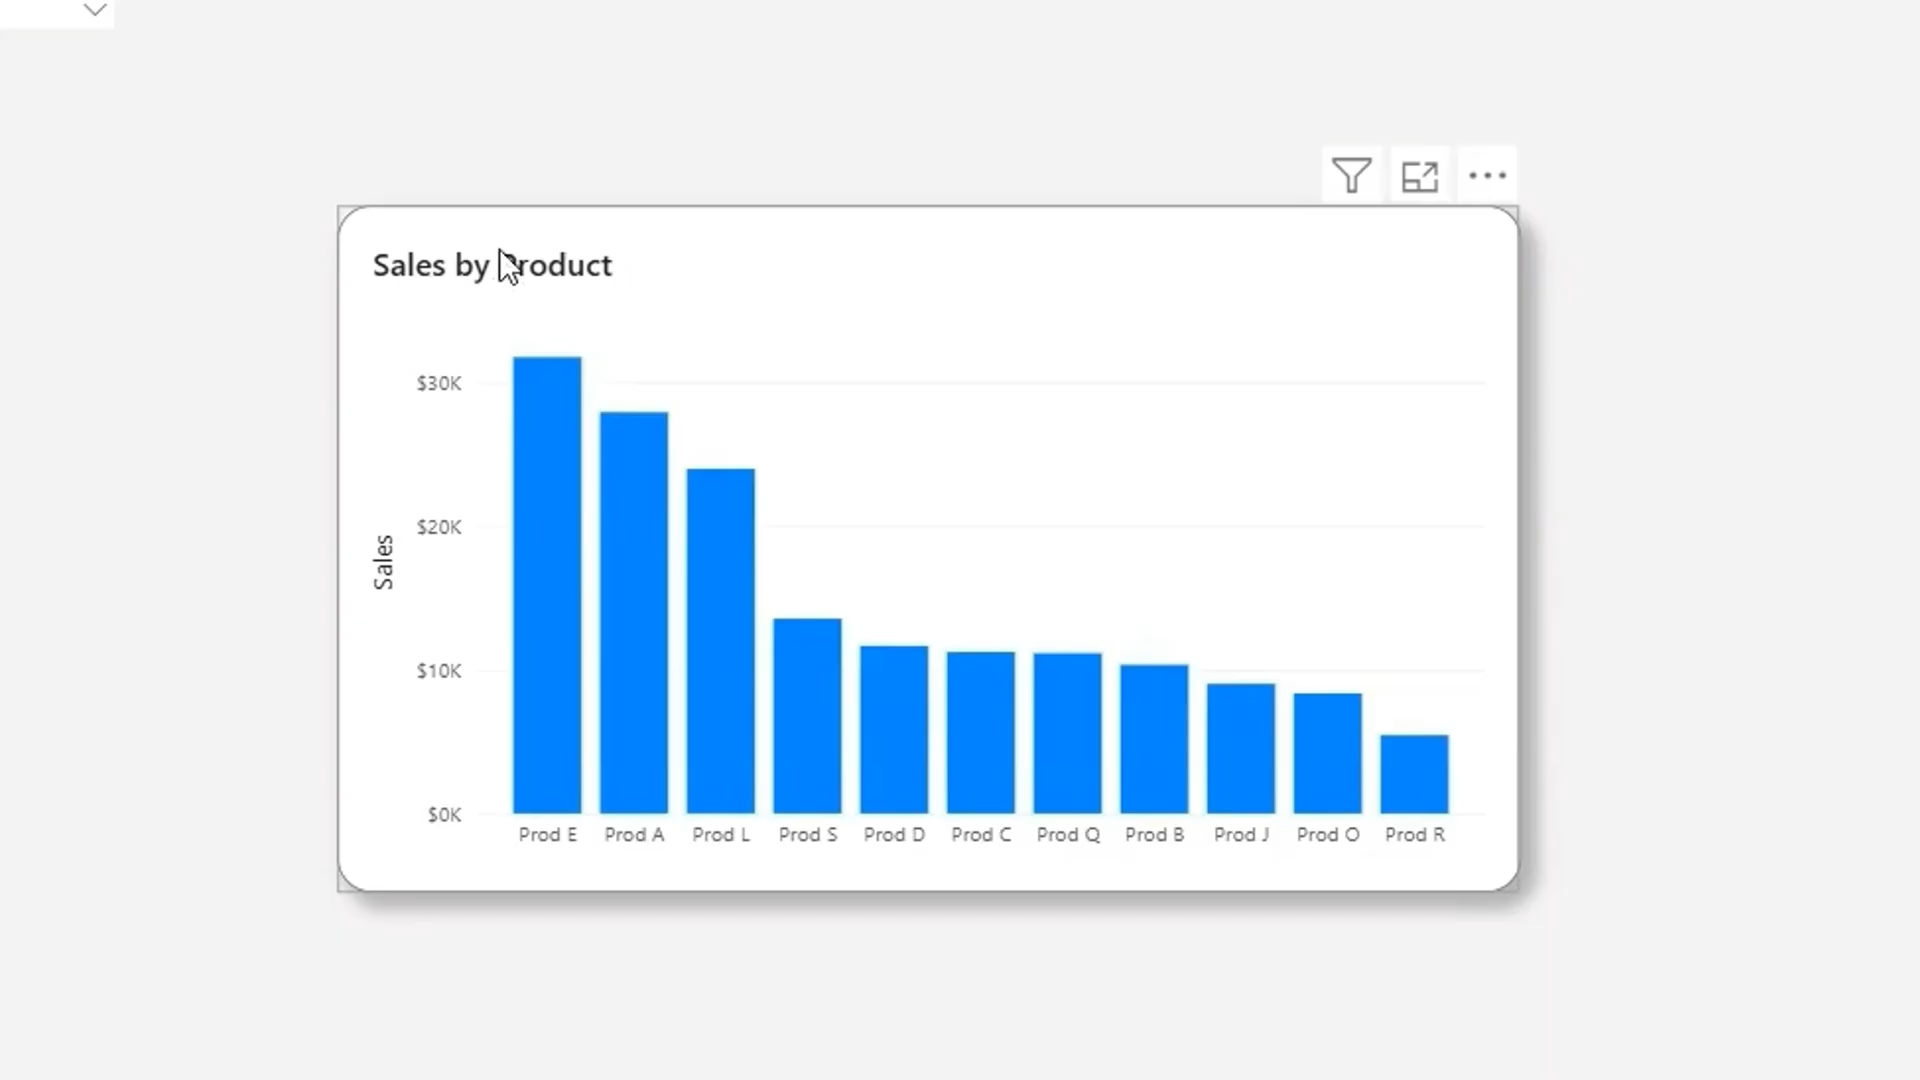 Sales by Product
Sales
$30K
$20K
$10K
$0K
Prod E Prod A Prod L Prod S Prod D Prod C Prod Q Prod B Prod J Prod O Prod R